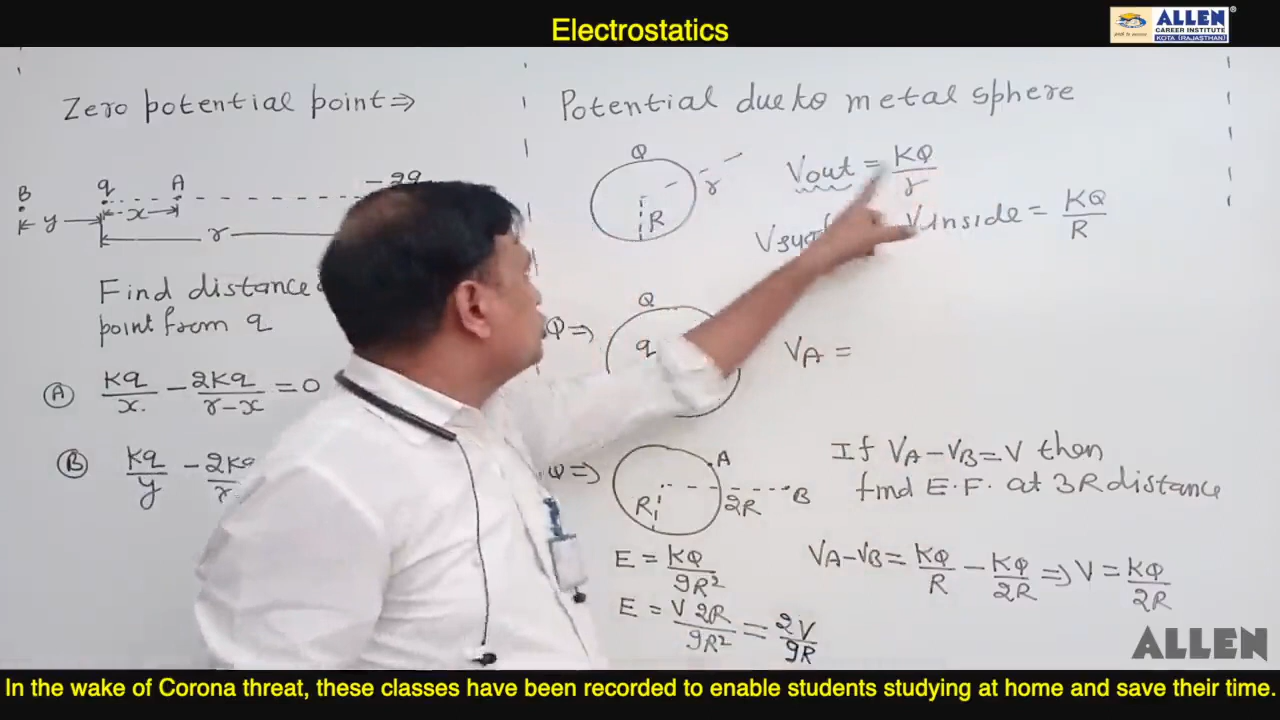 Electrostatics
ALLEN
CAREER INSTITUTE
KOTA (RAJASTHAN)
Zero potential point⇒
B q A -2q
y x
r
Find distance
point from q
Ⓐ Kq/x - 2Kq/(r-x) = 0
Ⓑ Kq/y
Potential due to metal sphere
Q
R r
Vout = KQ/r
Vinside = KQ/R
Q⇒
Q
q
VA =
Q⇒
A
R 2R B
If VA-VB=V then
find E.F. at 3R distance
E = KQ/9R²
E = V 2R/9R² = 2V/9R
VA-VB = KQ/R - KQ/2R ⇒ V = KQ/2R
ALLEN
In the wake of Corona threat, these classes have been recorded to enable students studying at home and save their time.